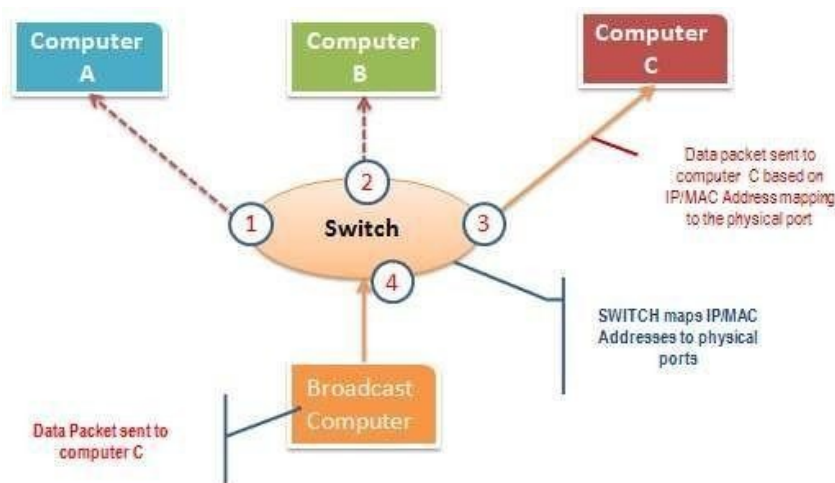 Computer
A
Computer
B
Computer
C
Data packet sent to
computer C based on
IP/MAC Address mapping
to the physical port
1
2
3
Switch
4
SWITCH maps IP/MAC
Addresses to physical
ports
Broadcast
Computer
Data Packet sent to
computer C